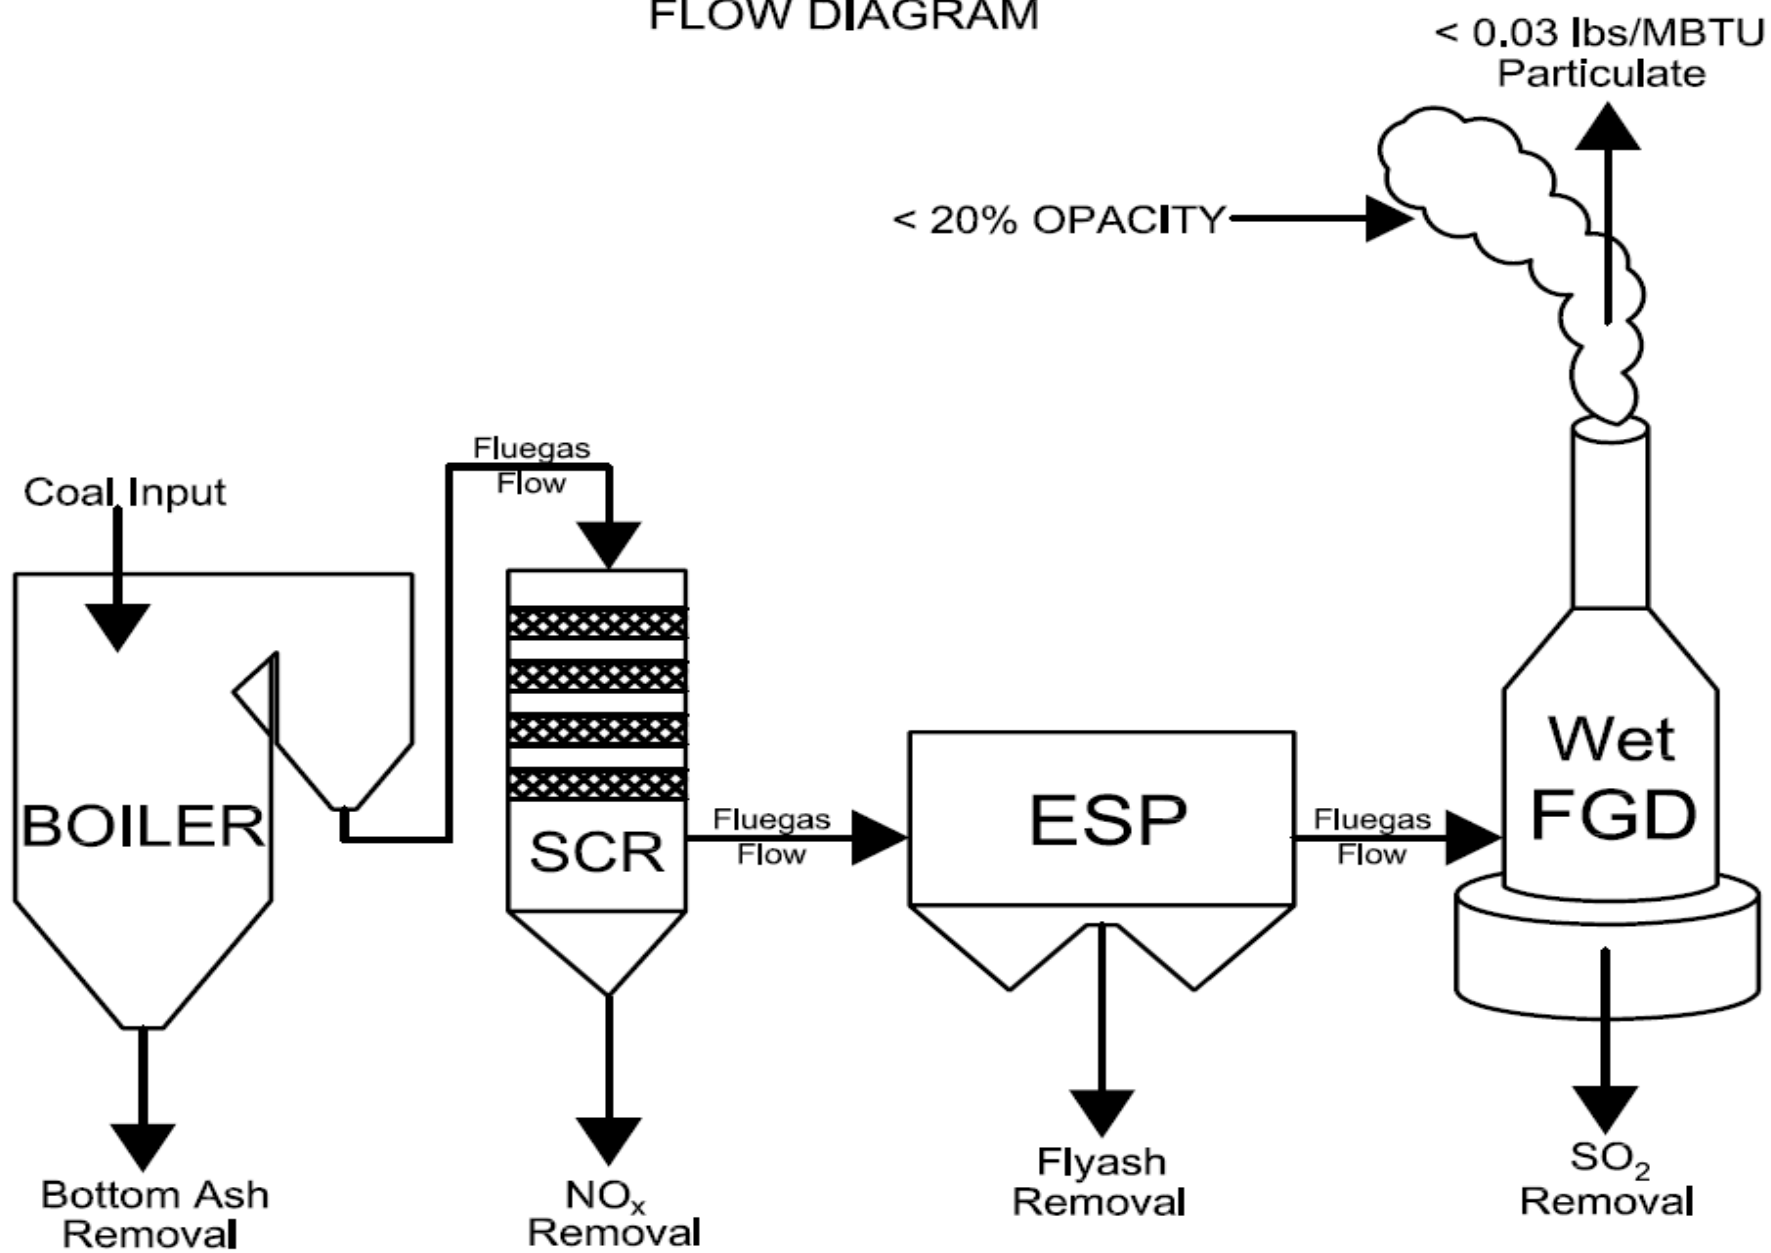 FLOW DIAGRAM
< 0.03 lbs/MBTU
Particulate
< 20% OPACITY
Fluegas
Flow
Coal Input
BOILER
SCR
Fluegas
Flow
ESP
Fluegas
Flow
Wet
FGD
Bottom Ash
Removal
NOₓ
Removal
Flyash
Removal
SO₂
Removal